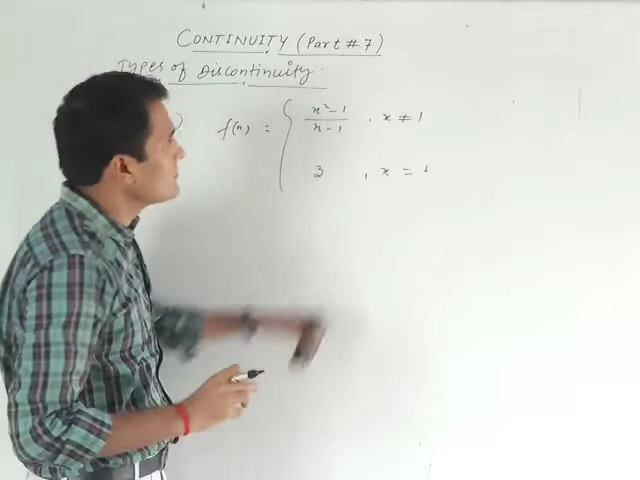 CONTINUITY (Part # 7)
Types of Discontinuity.
) f(x) = { x²-1 / x-1 , x ≠ 1
3 , x = 1